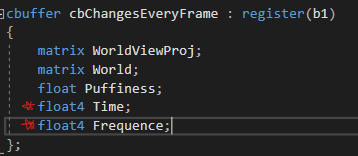 cbuffer cbChangesEveryFrame : register(b1)
{
matrix WorldViewProj;
matrix World;
float Puffiness;
float4 Time;
float4 Frequence;
};